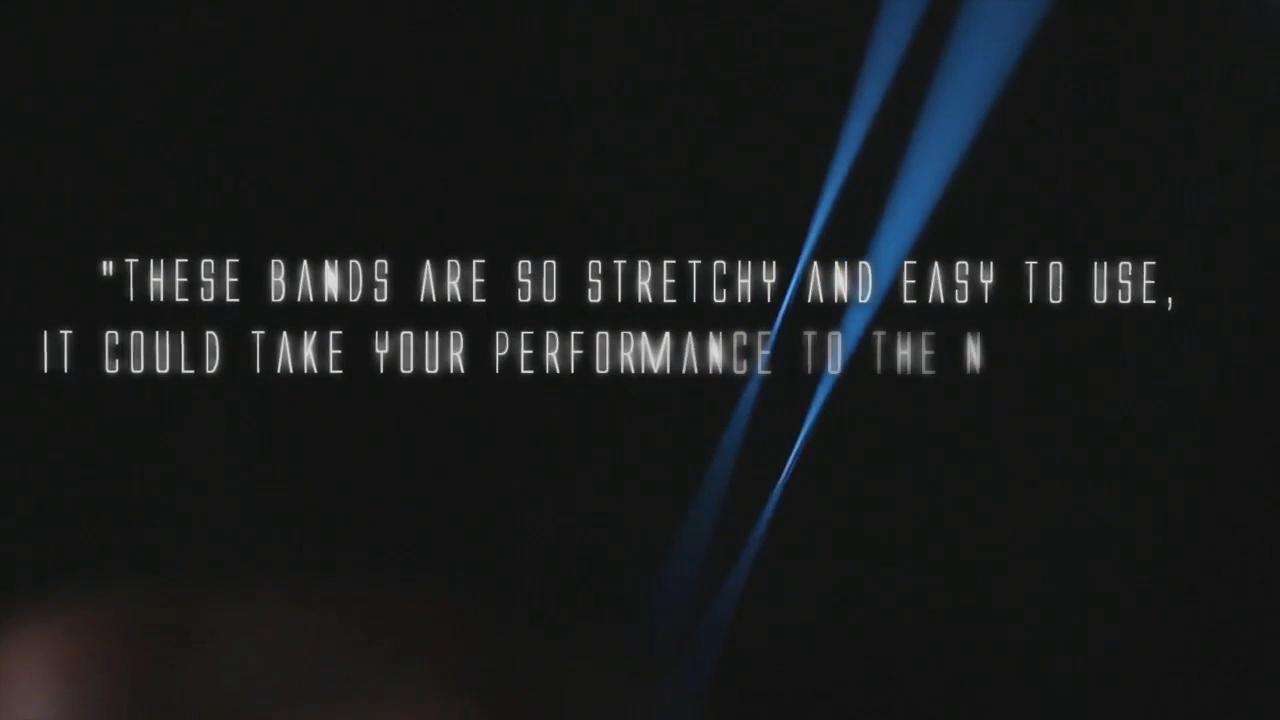 "THESE BANDS ARE SO STRETCHY AND EASY TO USE,
IT COULD TAKE YOUR PERFORMANCE TO THE N